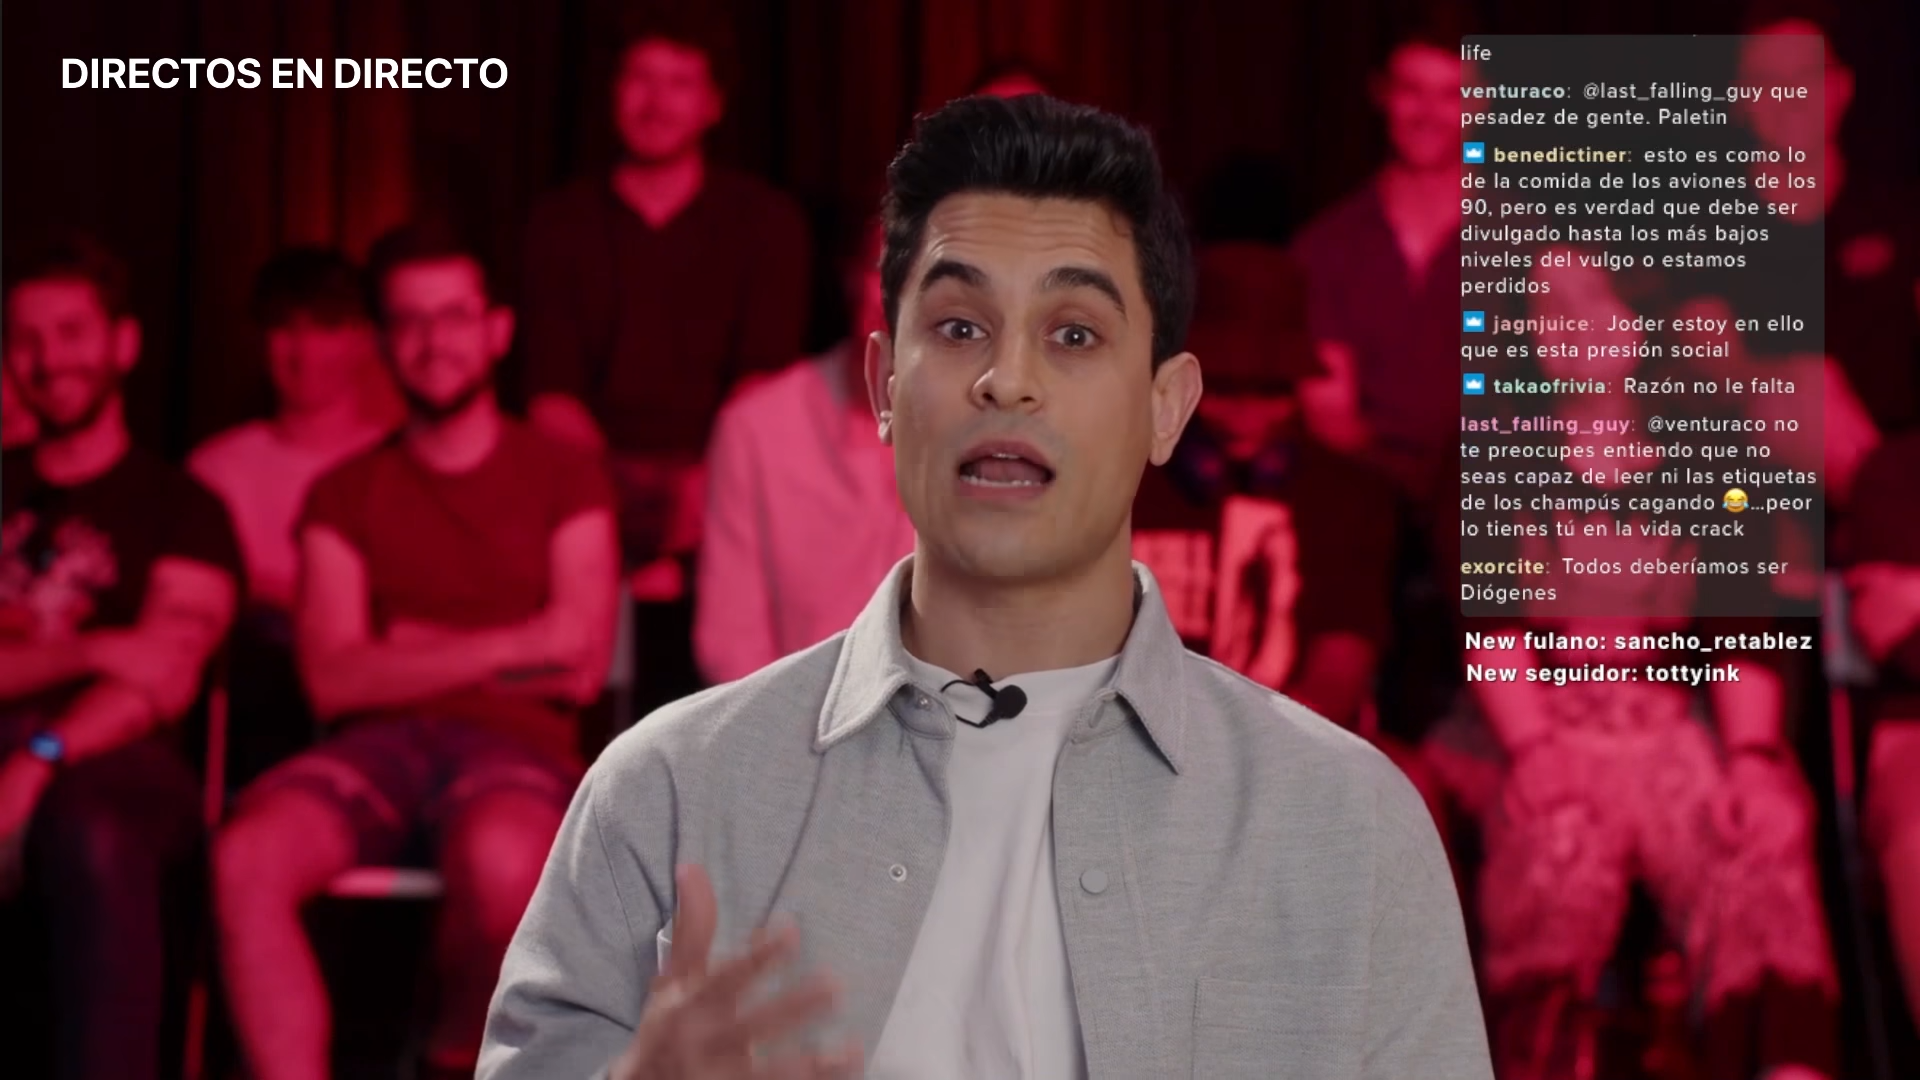 DIRECTOS EN DIRECTO
life
venturaco: @last_falling_guy que
pesadez de gente. Paletin
benedictiner: esto es como lo
de la comida de los aviones de los
90, pero es verdad que debe ser
divulgado hasta los más bajos
niveles del vulgo o estamos
perdidos
jagnjuice: Joder estoy en ello
que es esta presión social
takaofrivia: Razón no le falta
last_falling_guy: @venturaco no
te preocupes entiendo que no
seas capaz de leer ni las etiquetas
de los champús cagando 😂...peor
lo tienes tú en la vida crack
exorcite: Todos deberíamos ser
Diógenes
New fulano: sancho_retablez
New seguidor: tottyink